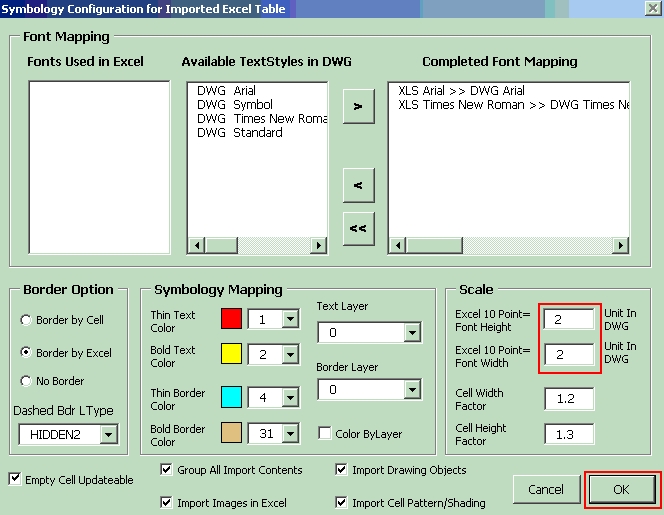 Symbology Configuration for Imported Excel Table
Font Mapping
Fonts Used in Excel
Available TextStyles in DWG
Completed Font Mapping
DWG Arial
DWG Symbol
DWG Times New Roma
DWG Standard
>
<
<<
XLS Arial >> DWG Arial
XLS Times New Roman >> DWG Times Ne
Border Option
Border by Cell
Border by Excel
No Border
Dashed Bdr LType
HIDDEN2
Symbology Mapping
Thin Text
Color
1
Bold Text
Color
2
Thin Border
Color
4
Bold Border
Color
31
Text Layer
0
Border Layer
0
Color ByLayer
Scale
Excel 10 Point=
Font Height
2
Unit In
DWG
Excel 10 Point=
Font Width
2
Unit In
DWG
Cell Width
Factor
1.2
Cell Height
Factor
1.3
Empty Cell Updateable
Group All Import Contents
Import Drawing Objects
Import Images in Excel
Import Cell Pattern/Shading
Cancel
OK